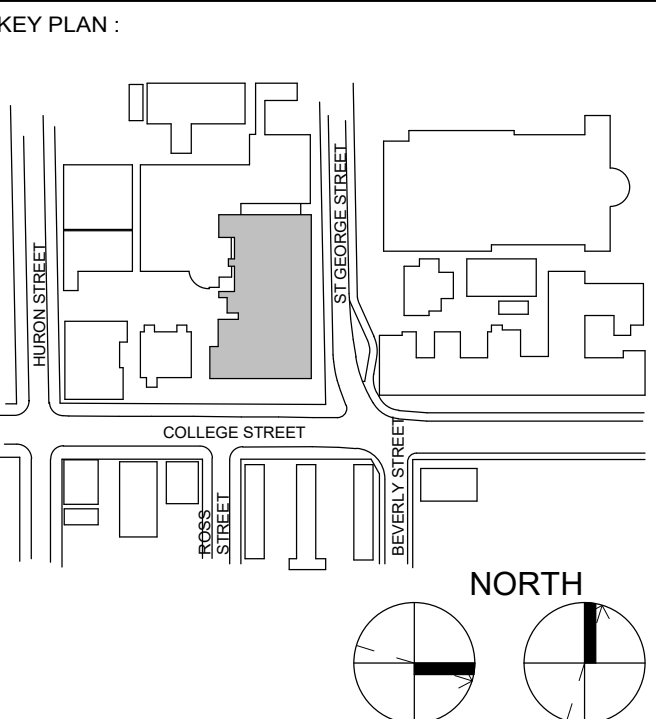 KEY PLAN :
ST GEORGE STREET
HURON STREET
COLLEGE STREET
BEVERLY STREET
ROSS
STREET
NORTH